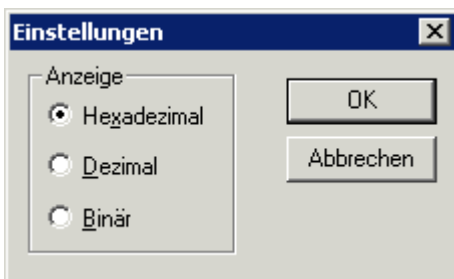 Einstellungen
Anzeige
Hexadezimal
Dezimal
Binär
OK
Abbrechen